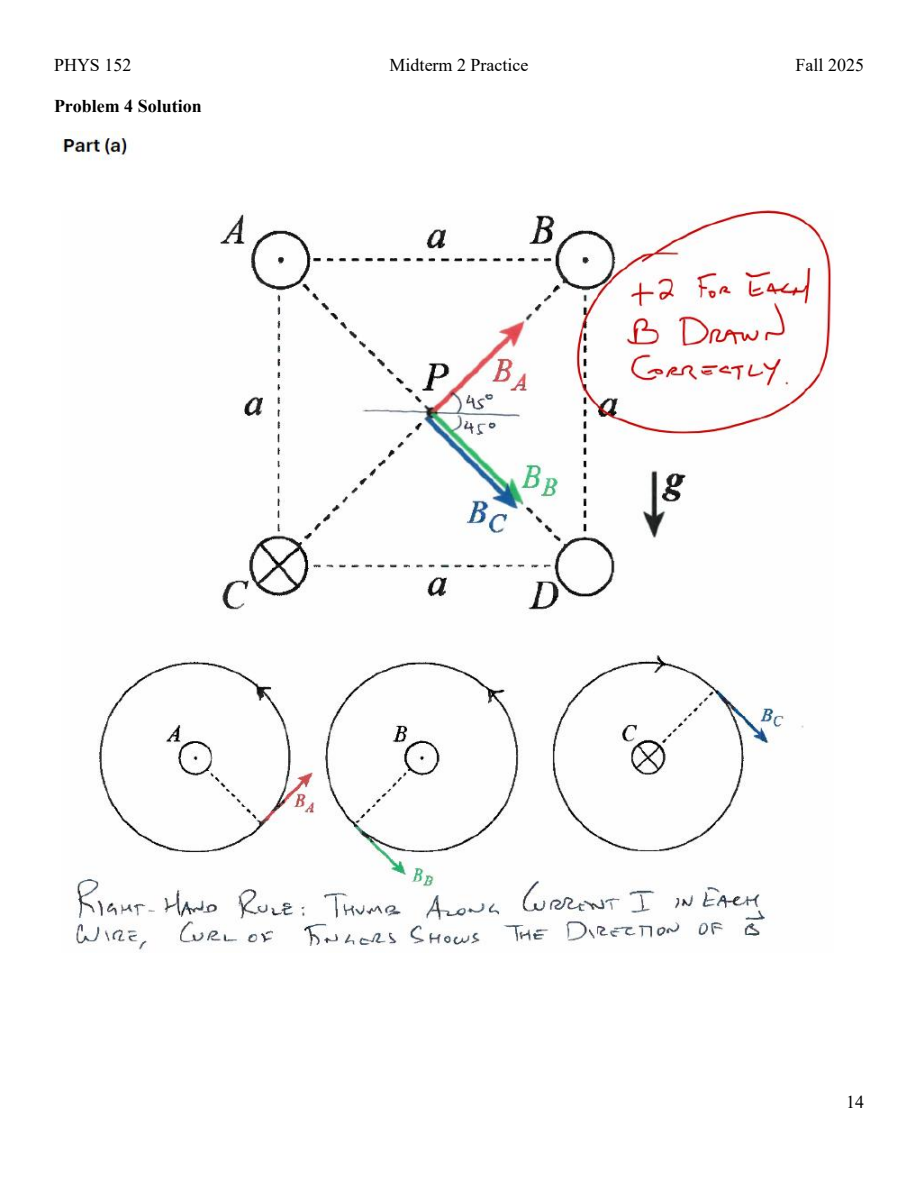 PHYS 152 Midterm 2 Practice Fall 2025
Problem 4 Solution
Part (a)
A a B
+2 FOR EACH
B DRAWN
CORRECTLY.
P B_A
45°
a 45° a
B_B g
B_C
C a D
A B C B_C
B_A
B_B
RIGHT-HAND RULE: THUMB ALONG CURRENT I IN EACH
WIRE, CURL OF FINGERS SHOWS THE DIRECTION OF B⃗
14